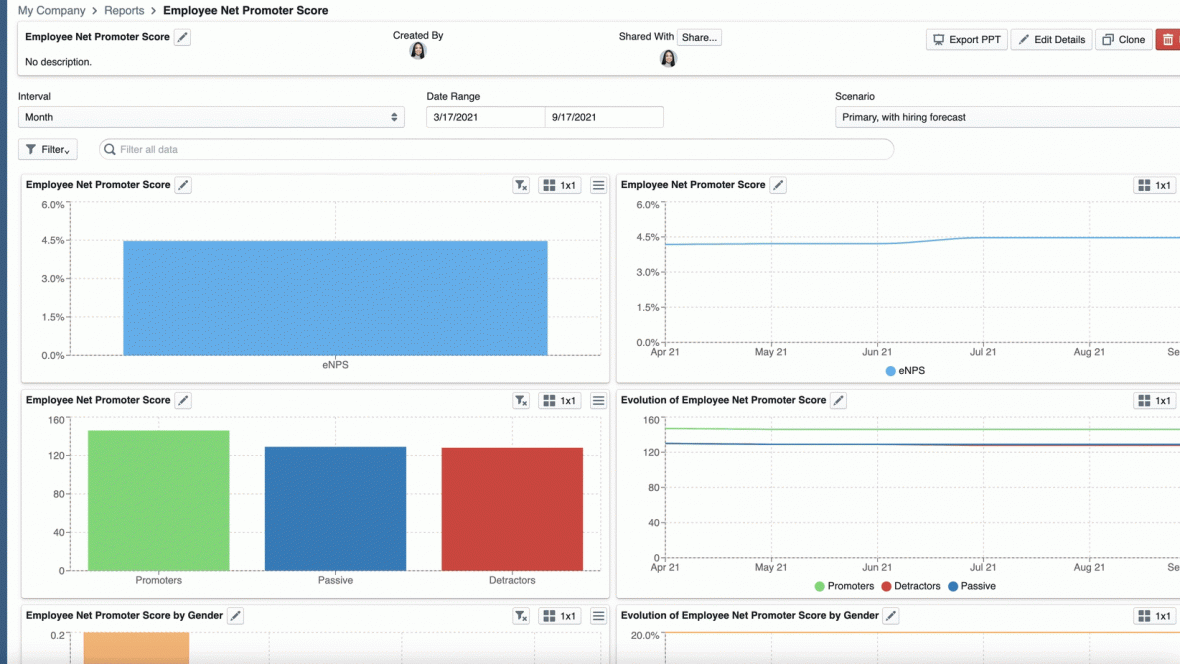 My Company > Reports > Employee Net Promoter Score
Employee Net Promoter Score
Created By
Shared With Share...
Export PPT Edit Details Clone
No description.
Interval
Date Range
Scenario
Month
3/17/2021
9/17/2021
Primary, with hiring forecast
Filter
Filter all data
Employee Net Promoter Score
1x1
6.0%
4.5%
3.0%
1.5%
0.0%
eNPS
Employee Net Promoter Score
1x1
6.0%
4.5%
3.0%
1.5%
0.0%
Apr 21 May 21 Jun 21 Jul 21 Aug 21 Se
eNPS
Employee Net Promoter Score
1x1
160
120
80
40
0
Promoters Passive Detractors
Evolution of Employee Net Promoter Score
1x1
160
120
80
40
0
Apr 21 May 21 Jun 21 Jul 21 Aug 21 Se
Promoters Detractors Passive
Employee Net Promoter Score by Gender
1x1
0.2
Evolution of Employee Net Promoter Score by Gender
1x1
20.0%